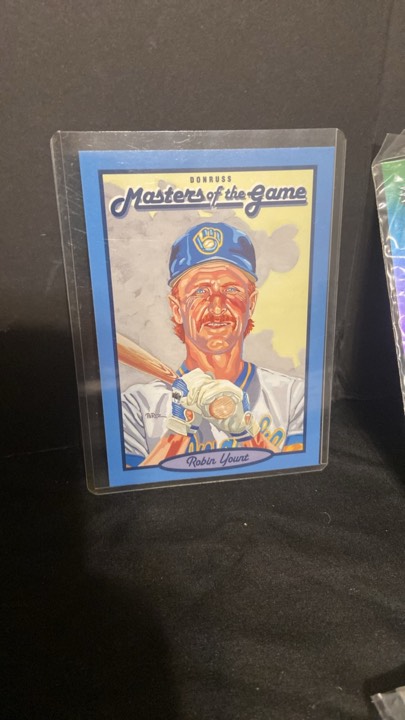 DONRUSS
Masters of the Game
Robin Yount